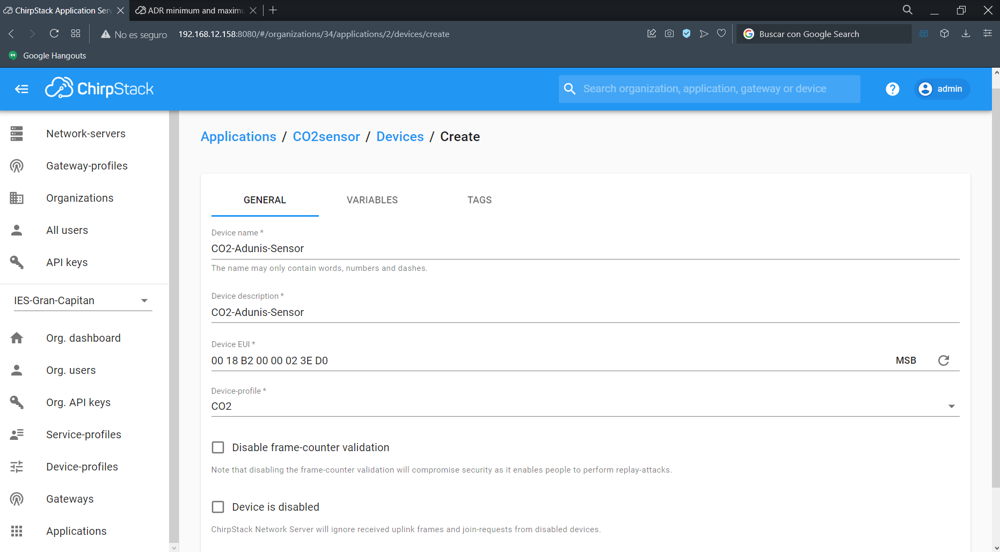 ChirpStack Application Serv
ADR minimum and maximu
No es seguro
192.168.12.158:8080/#/organizations/34/applications/2/devices/create
Buscar con Google Search
Google Hangouts
ChirpStack
Search organization, application, gateway or device
?
admin
Network-servers
Gateway-profiles
Organizations
All users
API keys
IES-Gran-Capitan
Org. dashboard
Org. users
Org. API keys
Service-profiles
Device-profiles
Gateways
Applications
Applications / CO2sensor / Devices / Create
GENERAL VARIABLES TAGS
Device name *
CO2-Adunis-Sensor
The name may only contain words, numbers and dashes.
Device description *
CO2-Adunis-Sensor
Device EUI *
00 18 B2 00 00 02 3E D0 MSB
Device-profile *
CO2
Disable frame-counter validation
Note that disabling the frame-counter validation will compromise security as it enables people to perform replay-attacks.
Device is disabled
ChirpStack Network Server will ignore received uplink frames and join-requests from disabled devices.